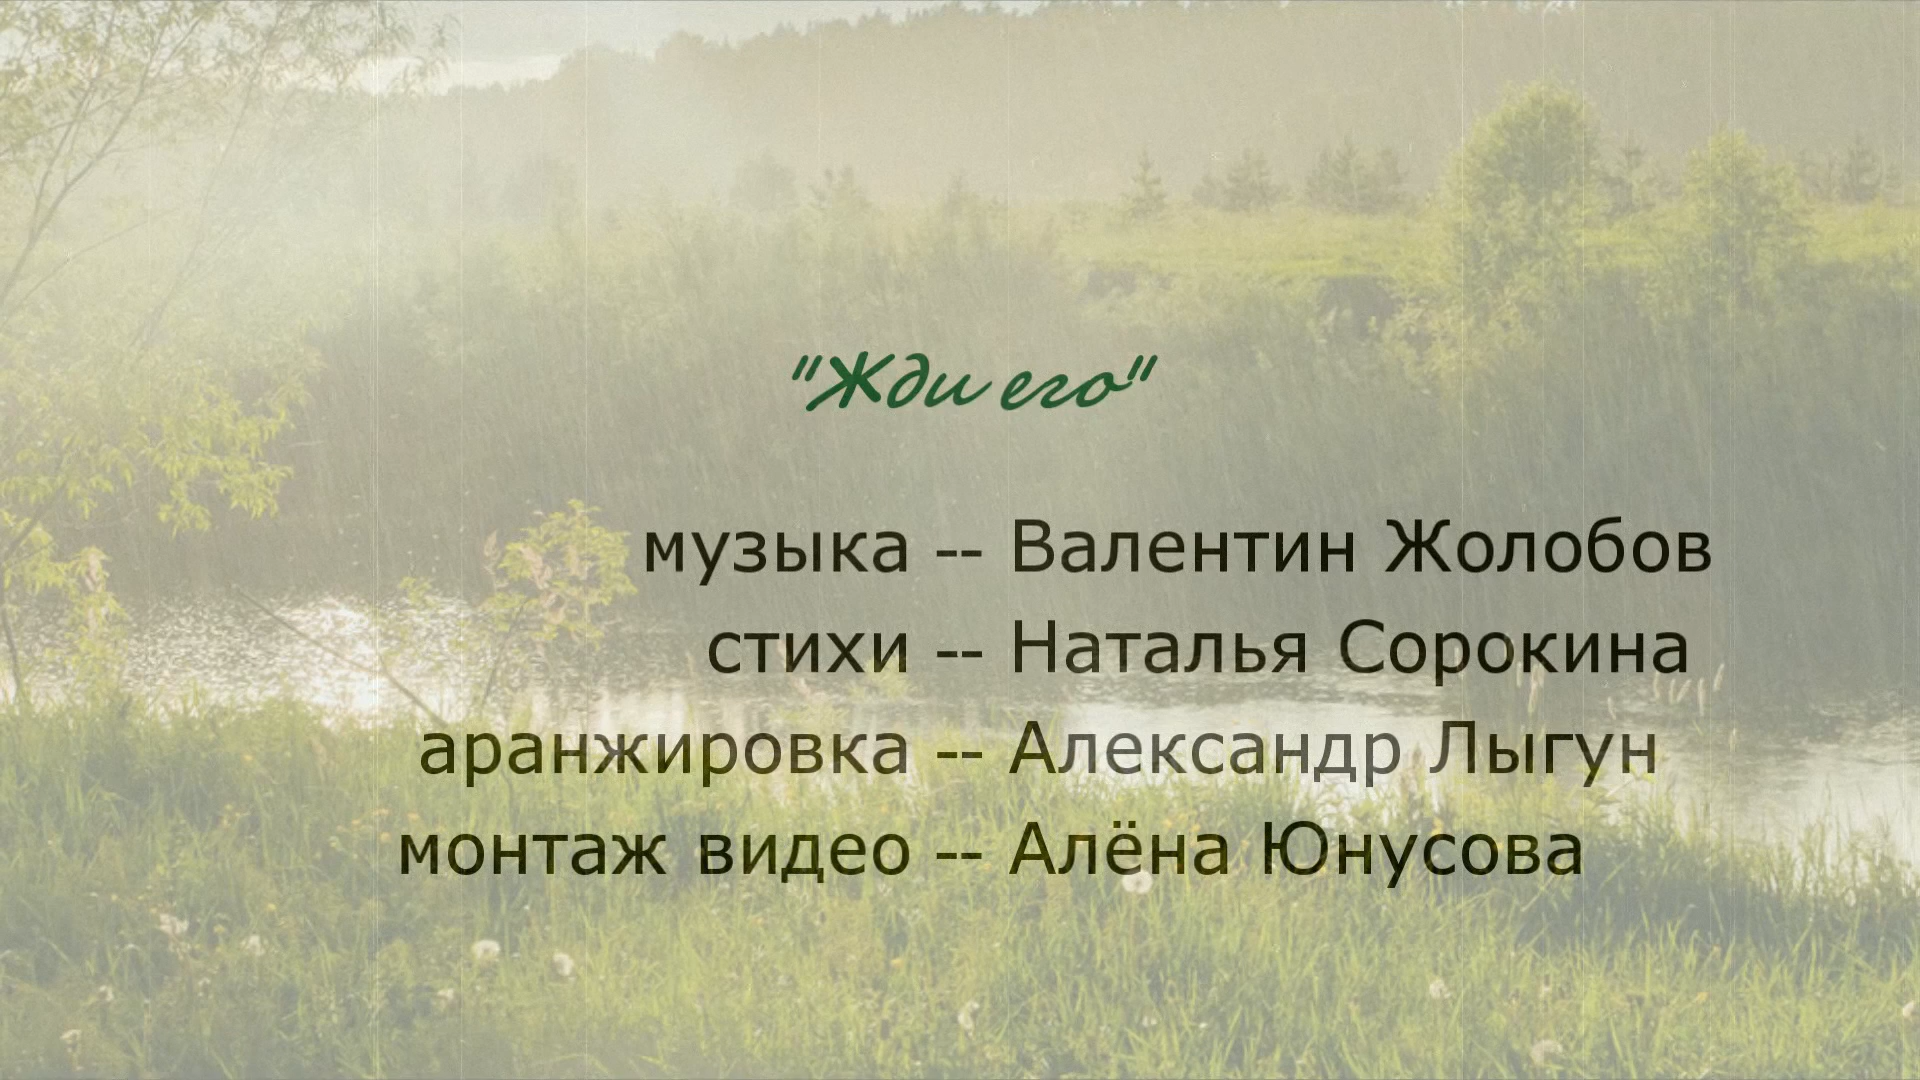 "Жди его"
музыка -- Валентин Жолобов
стихи -- Наталья Сорокина
аранжировка -- Александр Лыгун
монтаж видео -- Алёна Юнусова